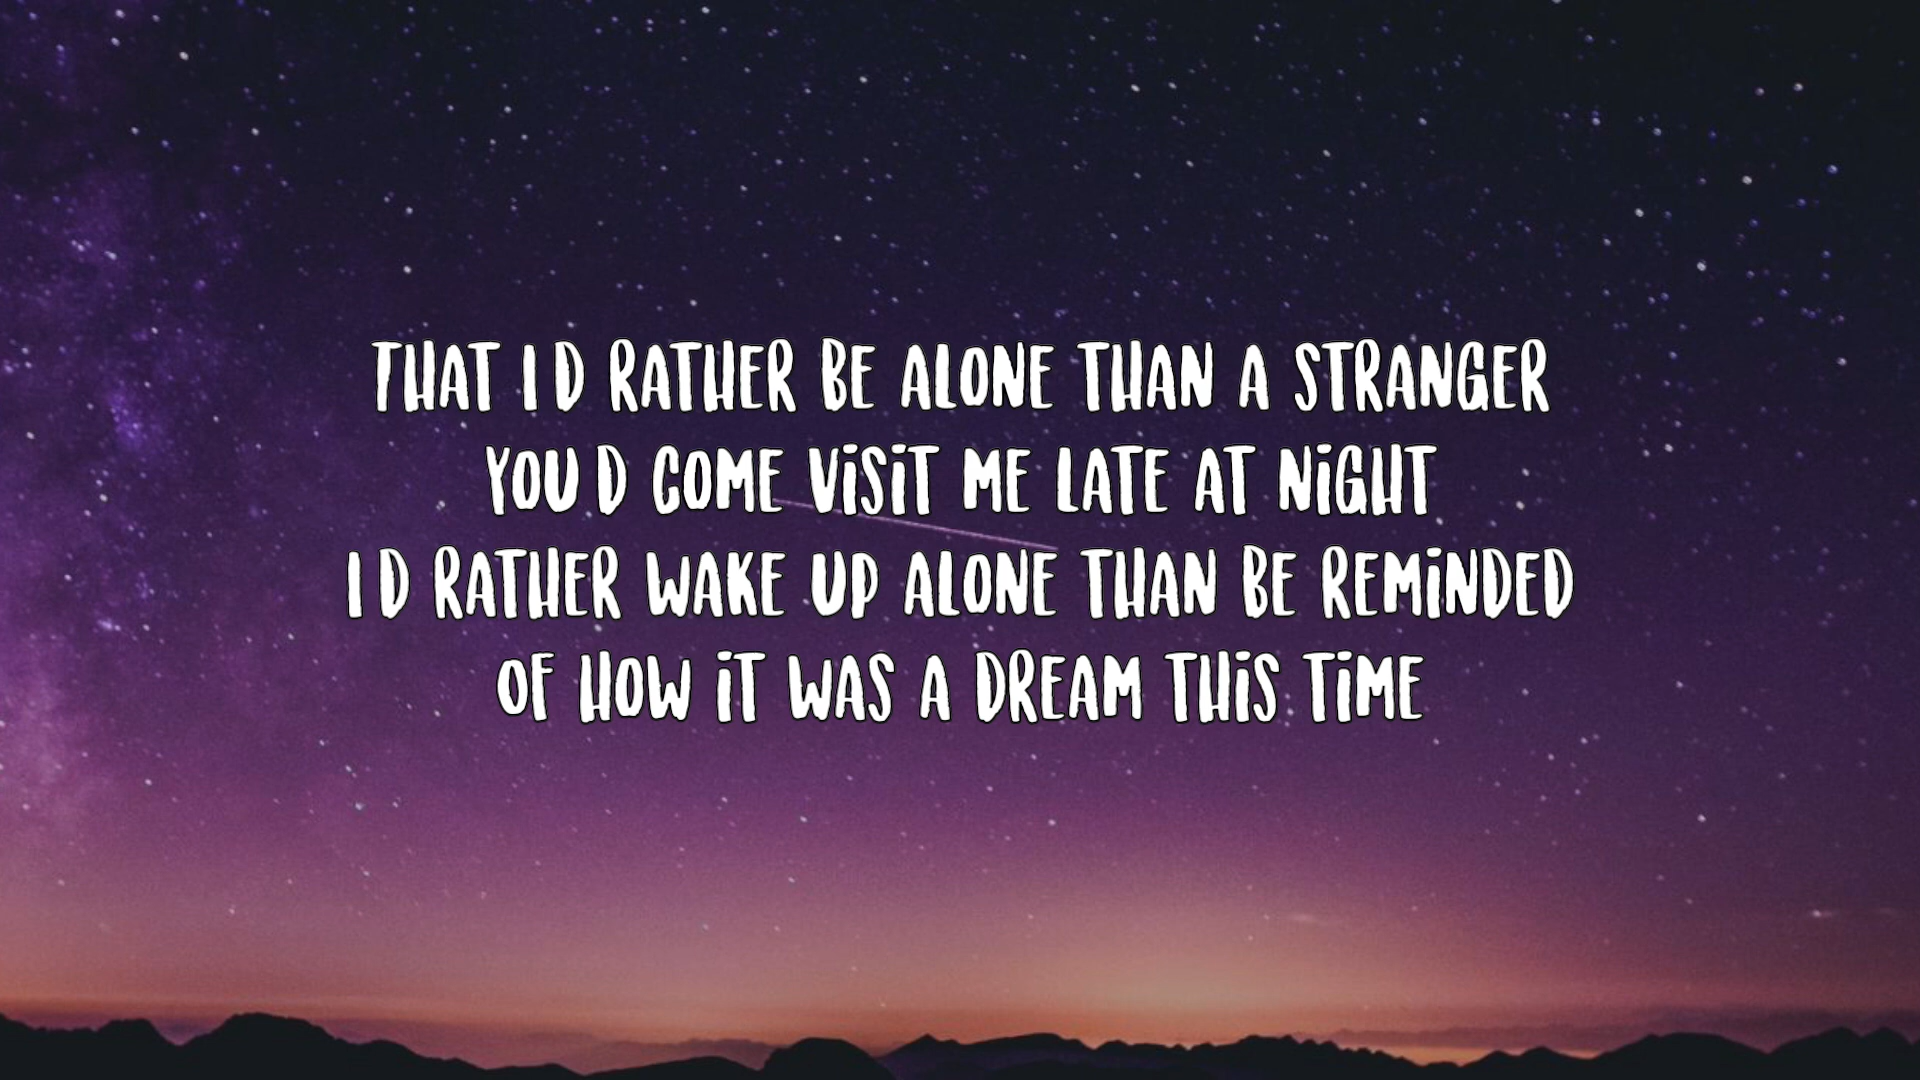 THAT I D RATHER BE ALONE THAN A STRANGER
YOU D COME VISIT ME LATE AT NIGHT
I D RATHER WAKE UP ALONE THAN BE REMINDED
OF HOW IT WAS A DREAM THIS TIME